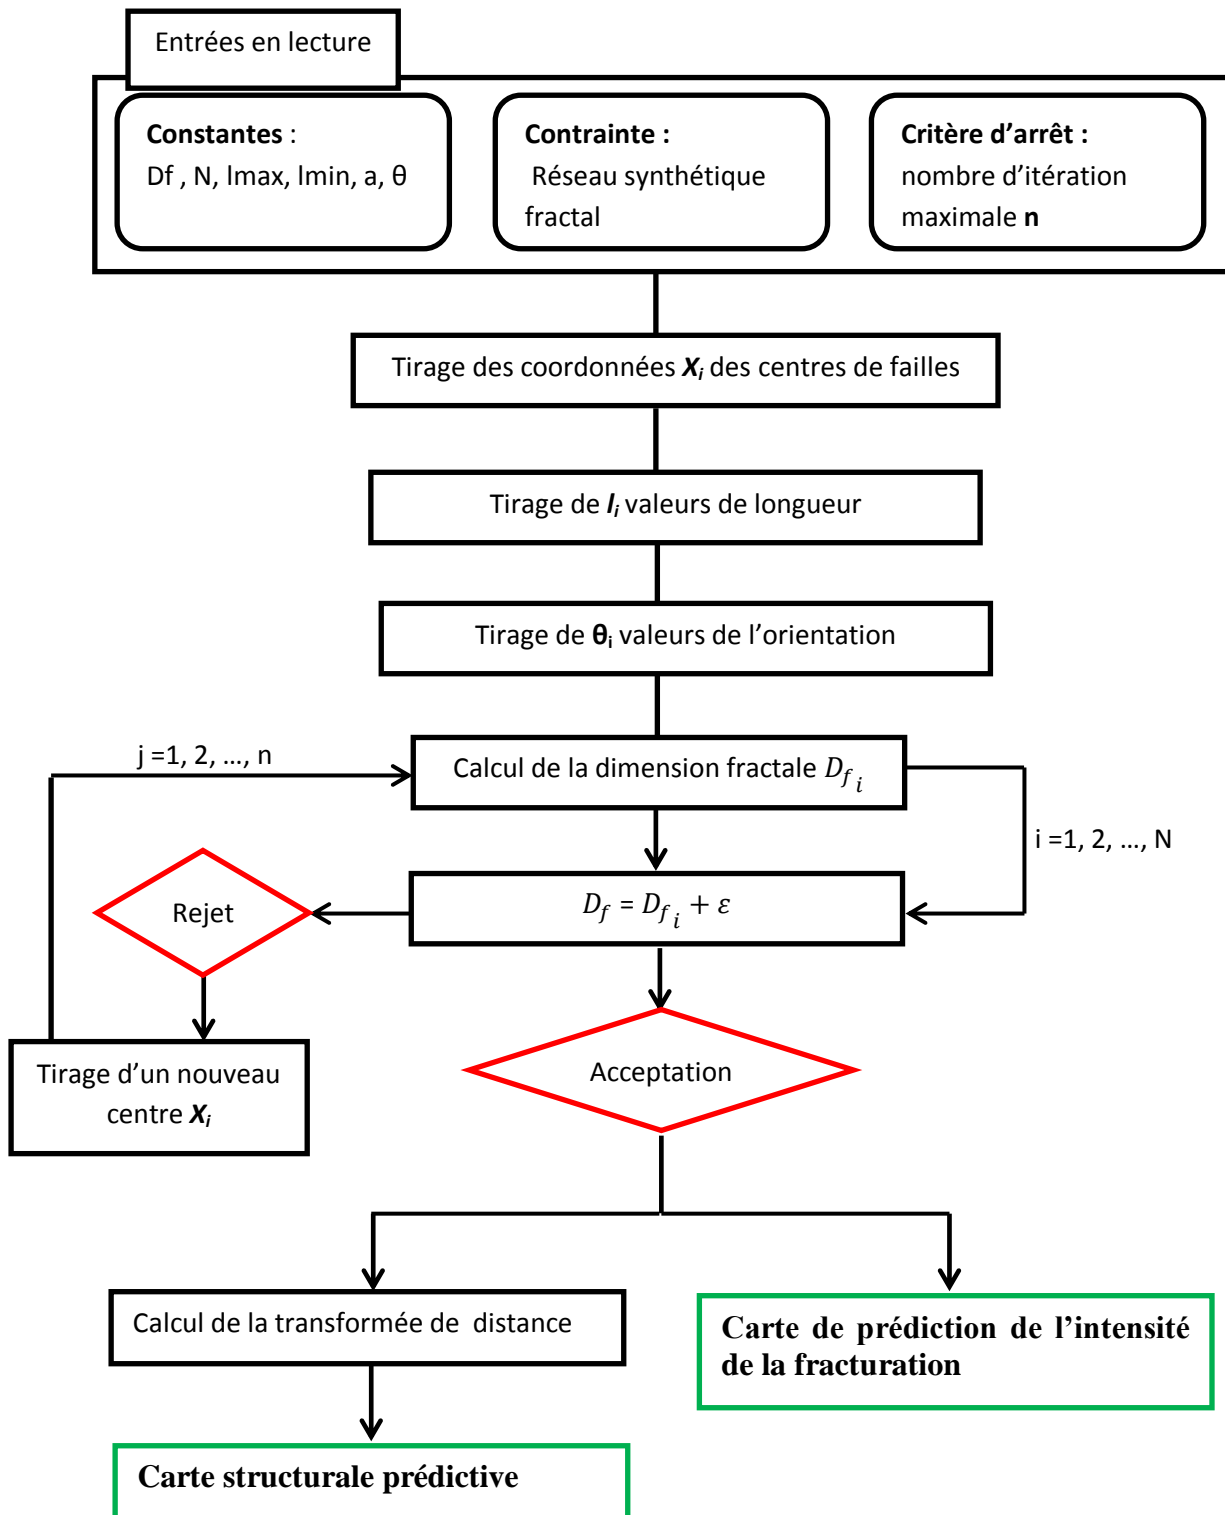 Entrées en lecture
Constantes :
Df , N, lmax, lmin, a, θ
Contrainte :
Réseau synthétique
fractal
Critère d’arrêt :
nombre d’itération
maximale n
Tirage des coordonnées Xi des centres de failles
Tirage de li valeurs de longueur
Tirage de θi valeurs de l’orientation
j =1, 2, …, n
Calcul de la dimension fractale Dfi
i =1, 2, …, N
Rejet
Df = Dfi + ε
Tirage d’un nouveau
centre Xi
Acceptation
Calcul de la transformée de distance
Carte de prédiction de l’intensité
de la fracturation
Carte structurale prédictive